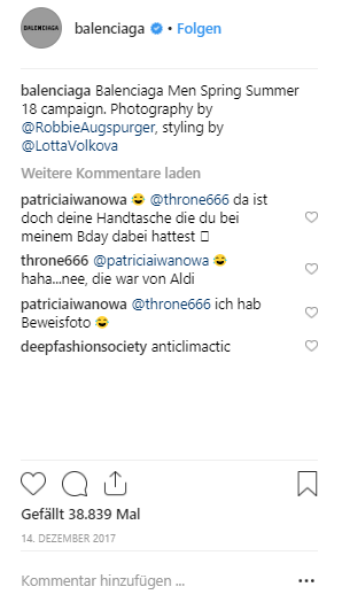 BALENCIAGA
balenciaga • Folgen
balenciaga Balenciaga Men Spring Summer
18 campaign. Photography by
@RobbieAugspurger, styling by
@LottaVolkova
Weitere Kommentare laden
patriciaiwanowa 😂 @throne666 da ist
doch deine Handtasche die du bei
meinem Bday dabei hattest
throne666 @patriciaiwanowa 😂
haha...nee, die war von Aldi
patriciaiwanowa @throne666 ich hab
Beweisfoto 😂
deepfashionsociety anticlimactic
Gefällt 38.839 Mal
14. DEZEMBER 2017
Kommentar hinzufügen ...